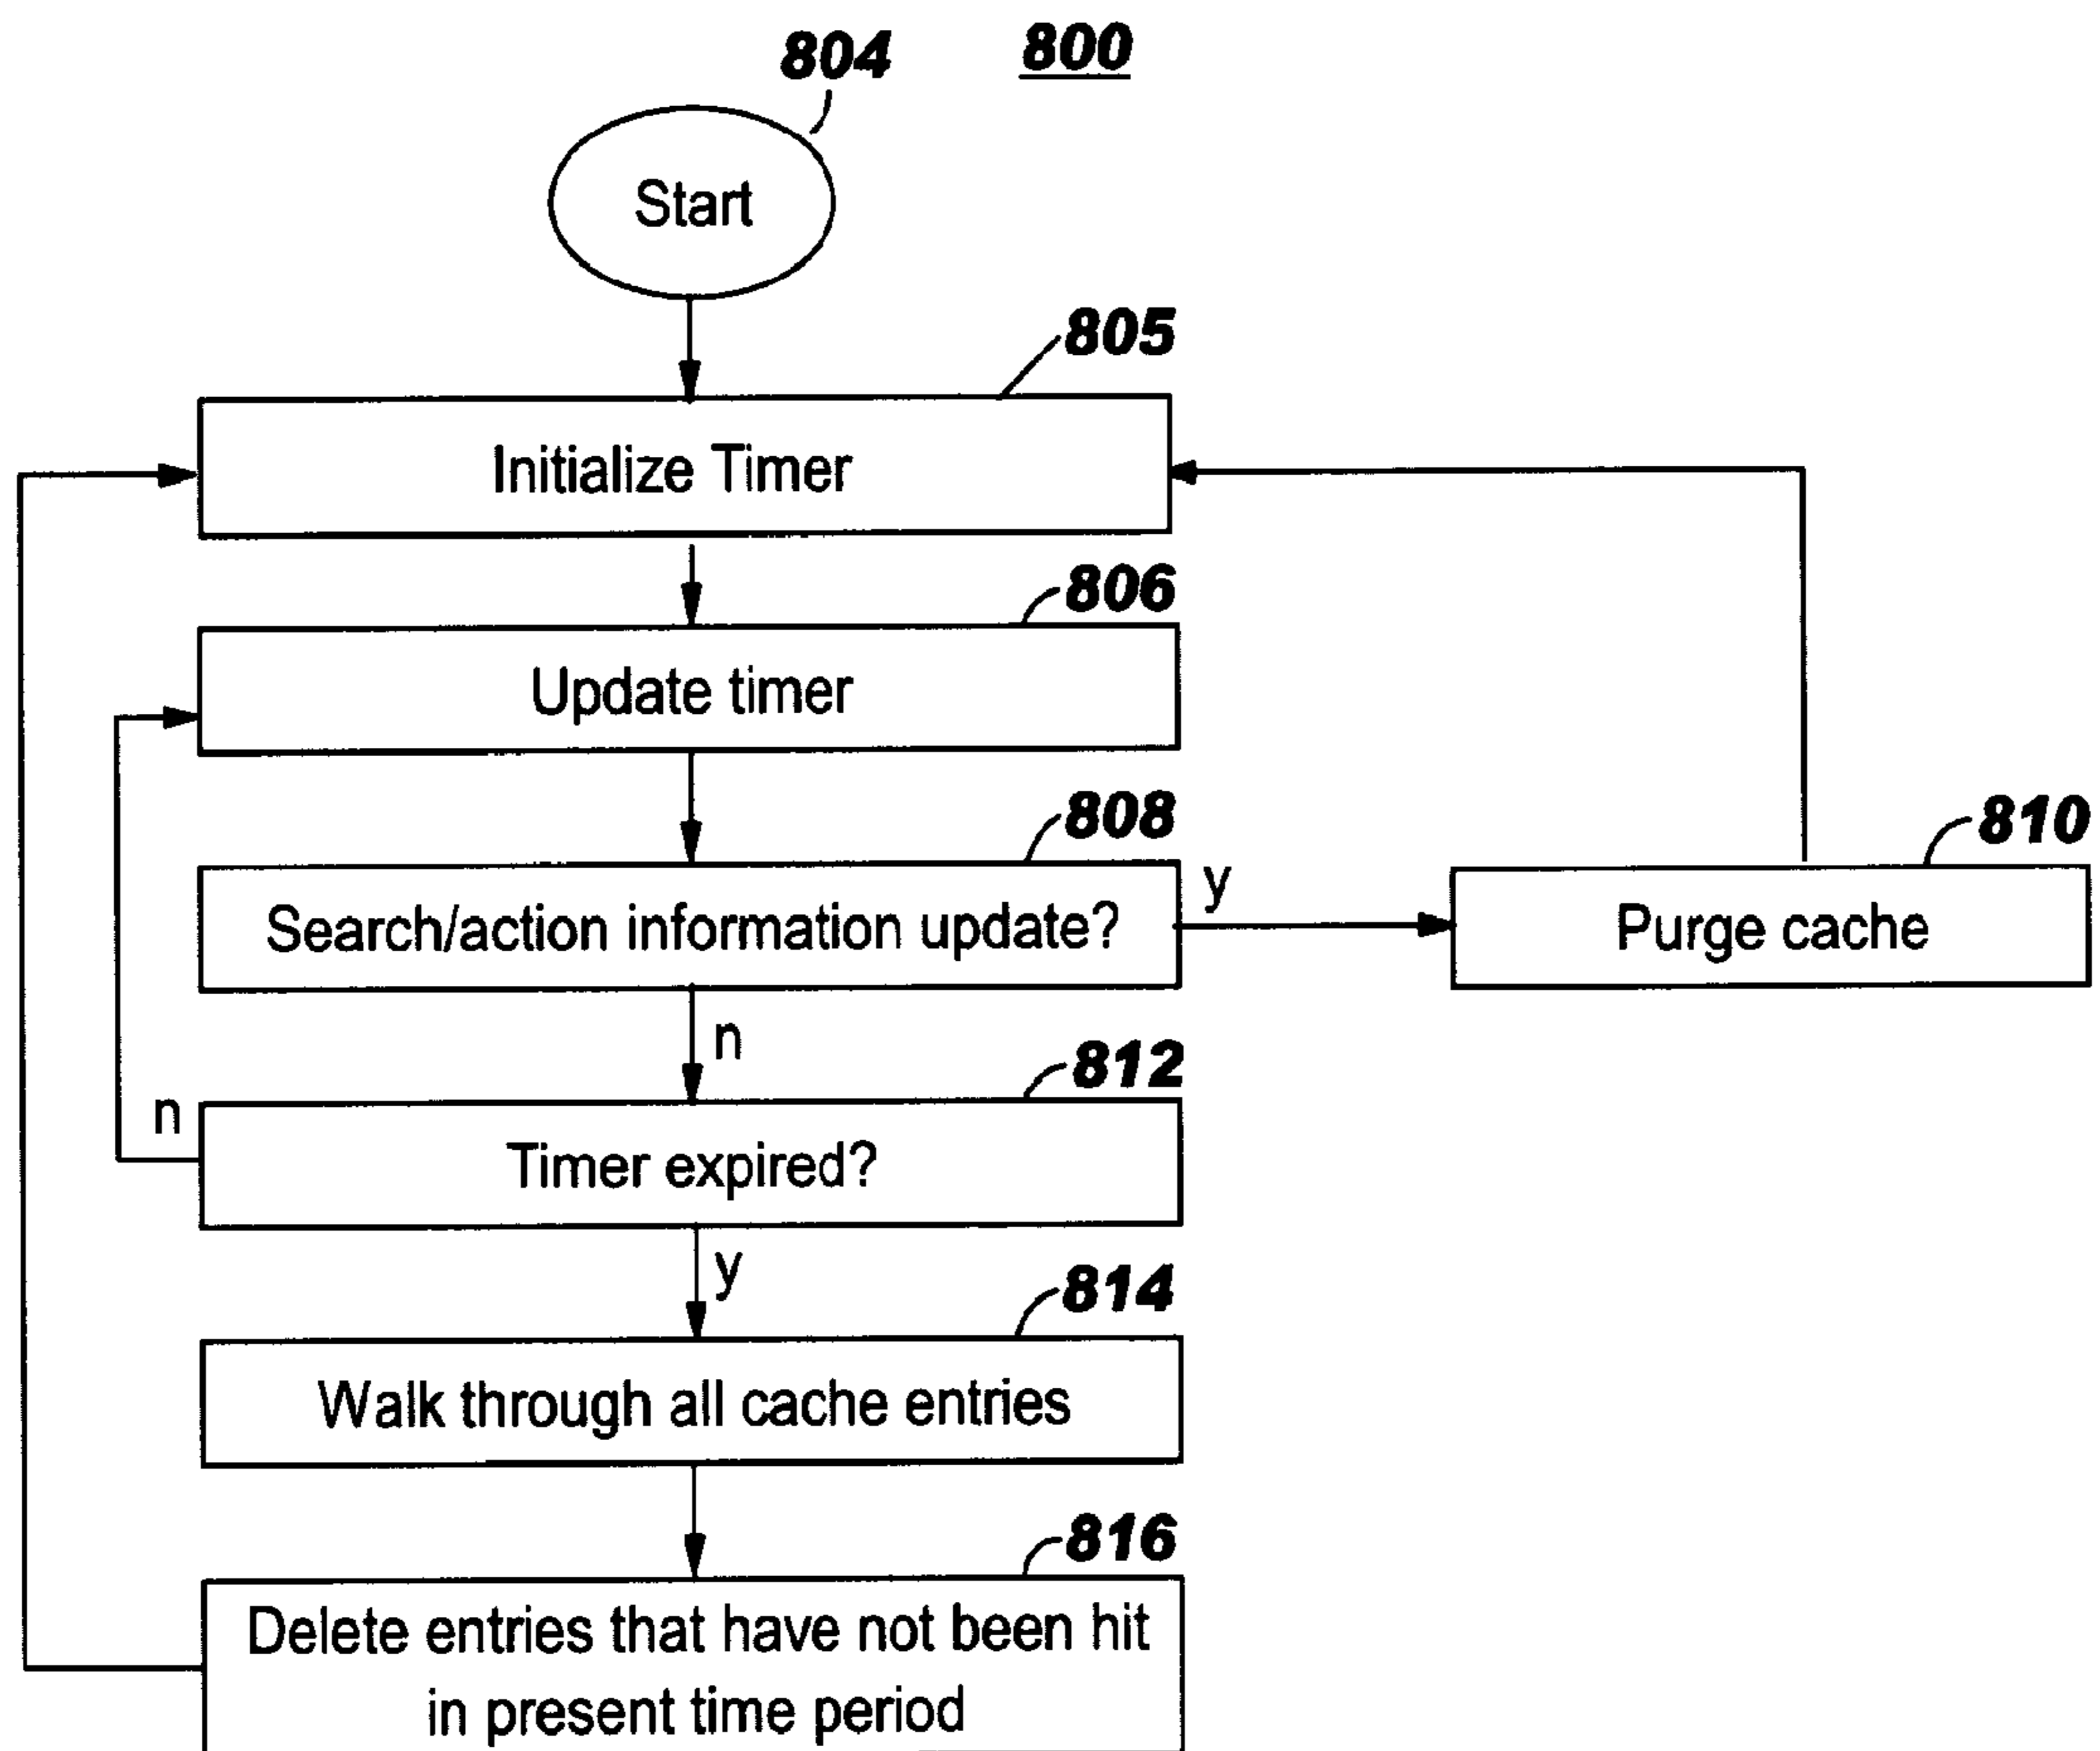 804
800
Start
805
Initialize Timer
806
Update timer
808
Search/action information update?
y
810
Purge cache
n
812
n
Timer expired?
y
814
Walk through all cache entries
816
Delete entries that have not been hit
in present time period